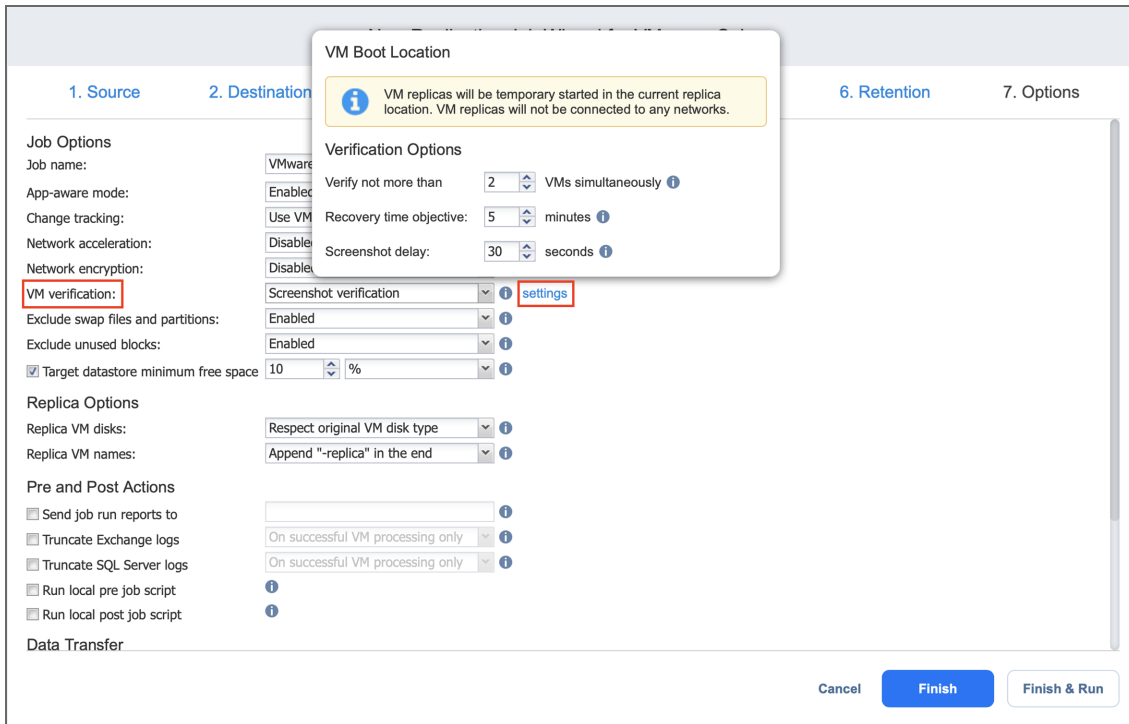 VM Boot Location
VM replicas will be temporary started in the current replica
location. VM replicas will not be connected to any networks.
Verification Options
Verify not more than 2 VMs simultaneously
Recovery time objective: 5 minutes
Screenshot delay: 30 seconds
1. Source 2. Destination 6. Retention 7. Options
Job Options
Job name: VMware
App-aware mode: Enabled
Change tracking: Use VM
Network acceleration: Disabled
Network encryption: Disabled
VM verification: Screenshot verification settings
Exclude swap files and partitions: Enabled
Exclude unused blocks: Enabled
Target datastore minimum free space 10 %
Replica Options
Replica VM disks: Respect original VM disk type
Replica VM names: Append "-replica" in the end
Pre and Post Actions
Send job run reports to
Truncate Exchange logs On successful VM processing only
Truncate SQL Server logs On successful VM processing only
Run local pre job script
Run local post job script
Data Transfer
Cancel Finish Finish & Run